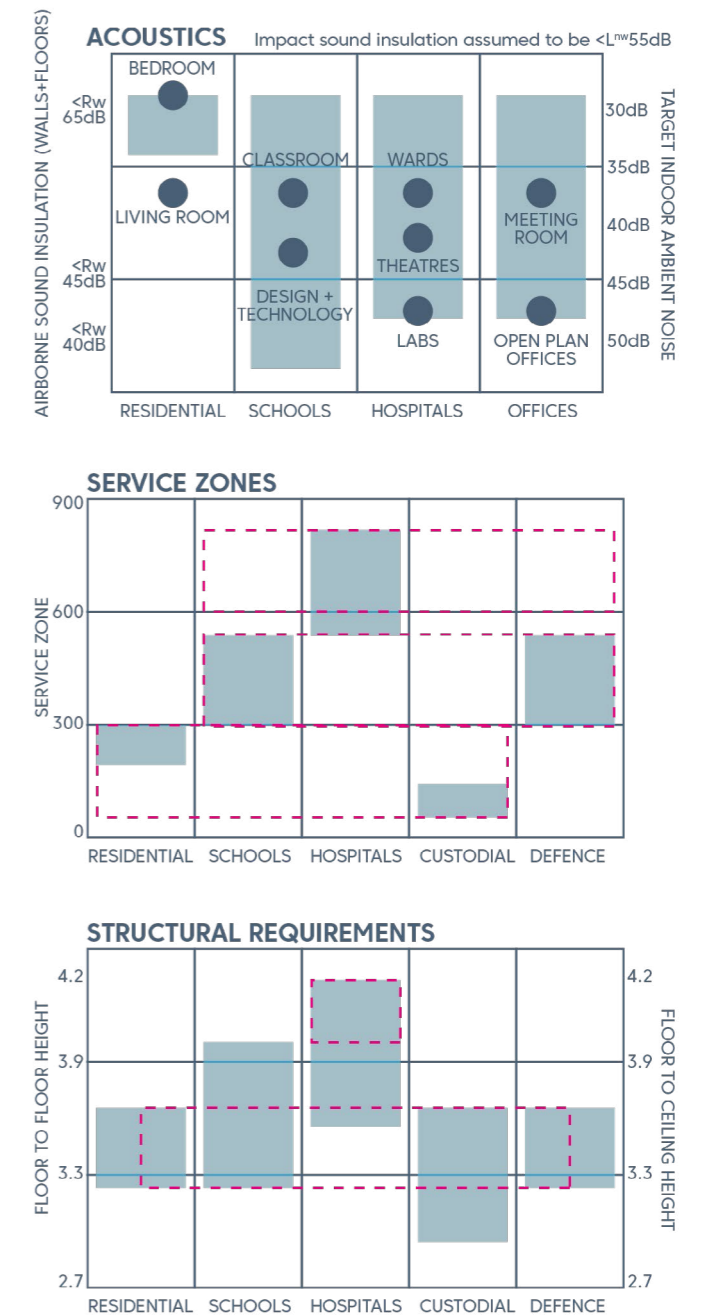 ACOUSTICS
Impact sound insulation assumed to be <Lⁿʷ55dB
AIRBORNE SOUND INSULATION (WALLS+FLOORS)
<Rw
65dB
<Rw
45dB
<Rw
40dB
BEDROOM
LIVING ROOM
CLASSROOM
DESIGN +
TECHNOLOGY
WARDS
THEATRES
LABS
MEETING
ROOM
OPEN PLAN
OFFICES
30dB
35dB
40dB
45dB
50dB
TARGET INDOOR AMBIENT NOISE
RESIDENTIAL
SCHOOLS
HOSPITALS
OFFICES
SERVICE ZONES
SERVICE ZONE
900
600
300
0
RESIDENTIAL
SCHOOLS
HOSPITALS
CUSTODIAL
DEFENCE
STRUCTURAL REQUIREMENTS
FLOOR TO FLOOR HEIGHT
4.2
3.9
3.3
2.7
4.2
3.9
3.3
2.7
FLOOR TO CEILING HEIGHT
RESIDENTIAL
SCHOOLS
HOSPITALS
CUSTODIAL
DEFENCE